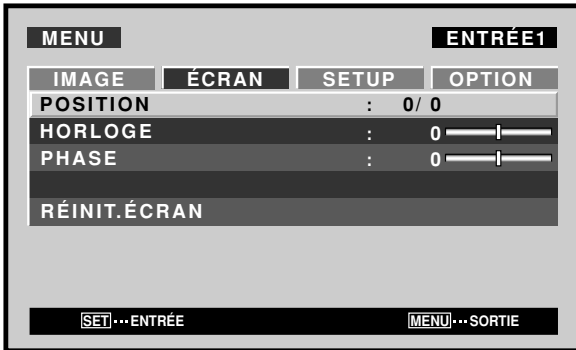 MENU ENTRÉE1
IMAGE ÉCRAN SETUP OPTION
POSITION : 0/ 0
HORLOGE : 0
PHASE : 0
RÉINIT.ÉCRAN
SET···ENTRÉE MENU···SORTIE